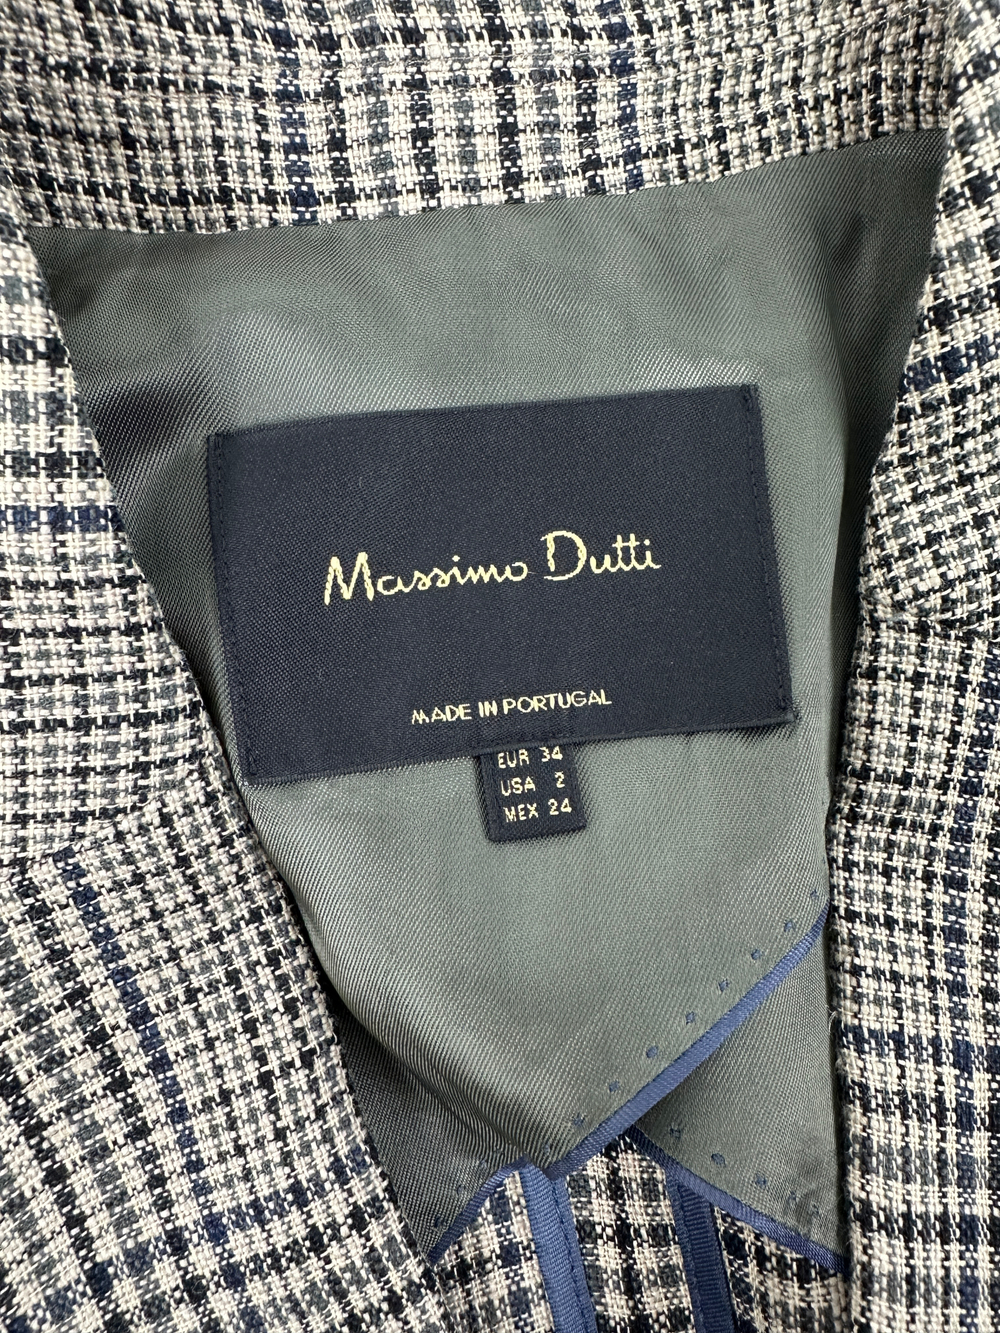 Massimo Dutti
MADE IN PORTUGAL
EUR 34
USA 2
MEX 24